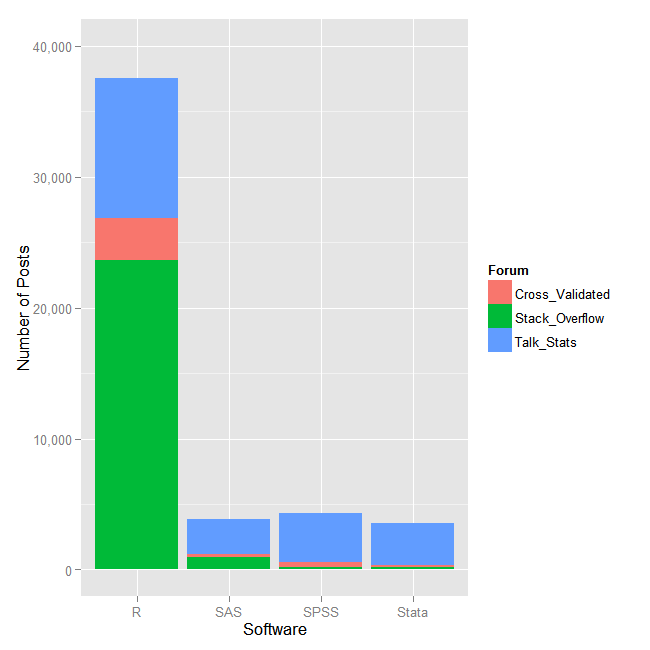 40,000
30,000
20,000
10,000
0
Number of Posts
R SAS SPSS Stata
Software
Forum
Cross_Validated
Stack_Overflow
Talk_Stats